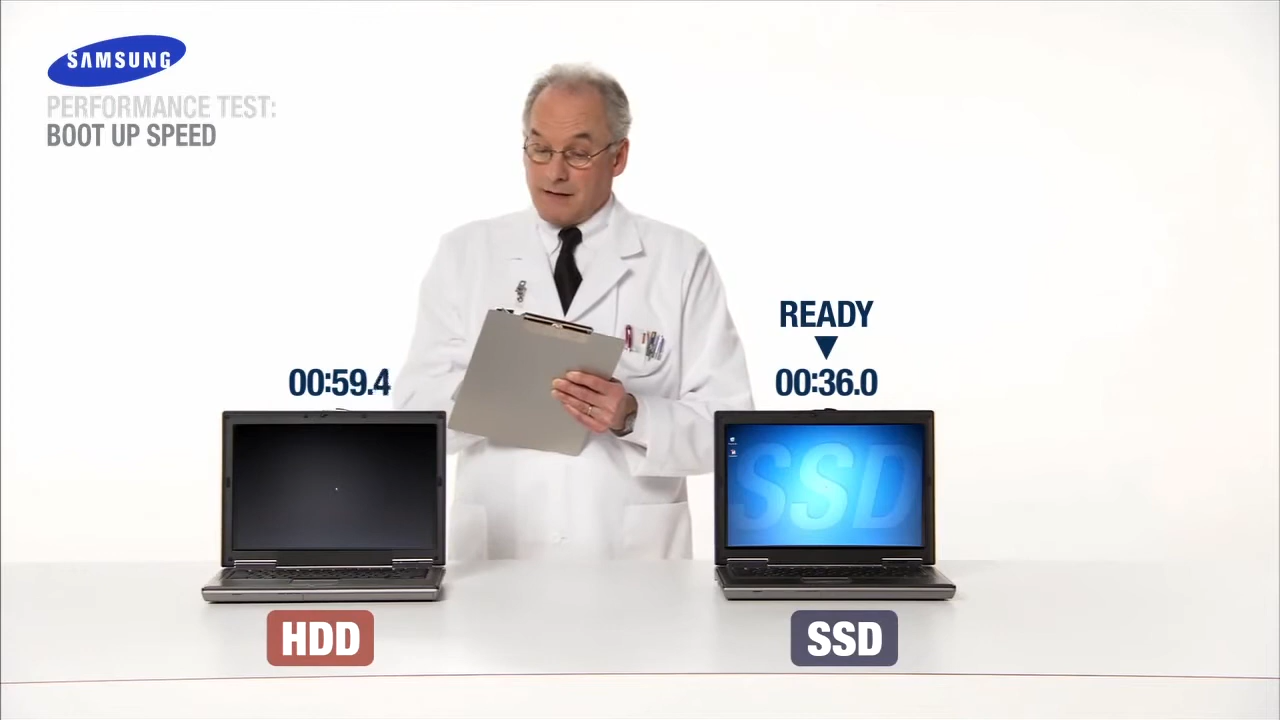 SAMSUNG
PERFORMANCE TEST:
BOOT UP SPEED
READY
00:59.4
00:36.0
SSD
HDD
SSD